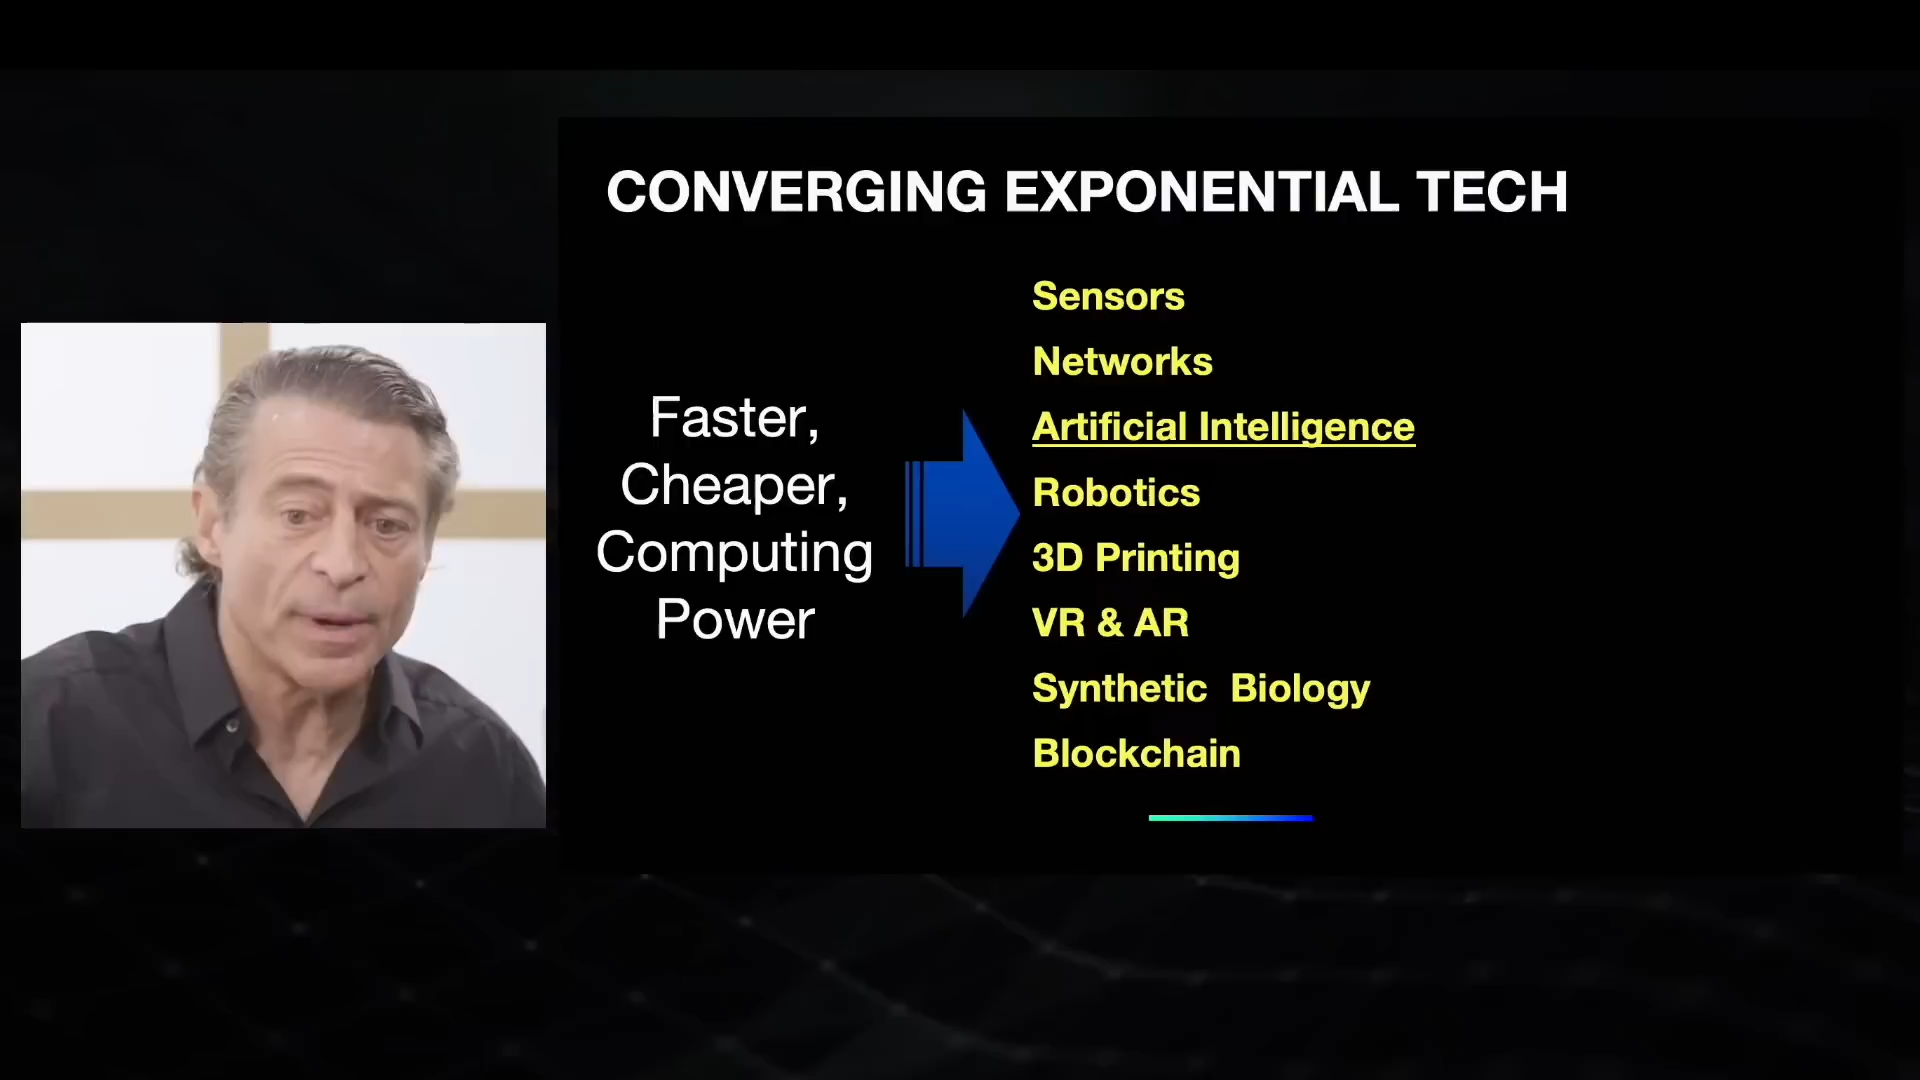 CONVERGING EXPONENTIAL TECH
Faster,
Cheaper,
Computing
Power
Sensors
Networks
Artificial Intelligence
Robotics
3D Printing
VR & AR
Synthetic Biology
Blockchain